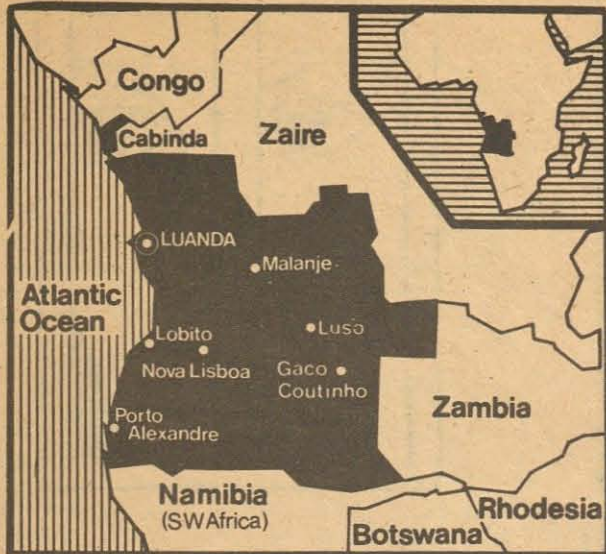 Congo
Cabinda
Zaire
LUANDA
Malanje
Atlantic
Ocean
Lobito
Luso
Nova Lisboa
Gaco
Coutinho
Zambia
Porto
Alexandre
Namibia
(SWAfrica)
Rhodesia
Botswana